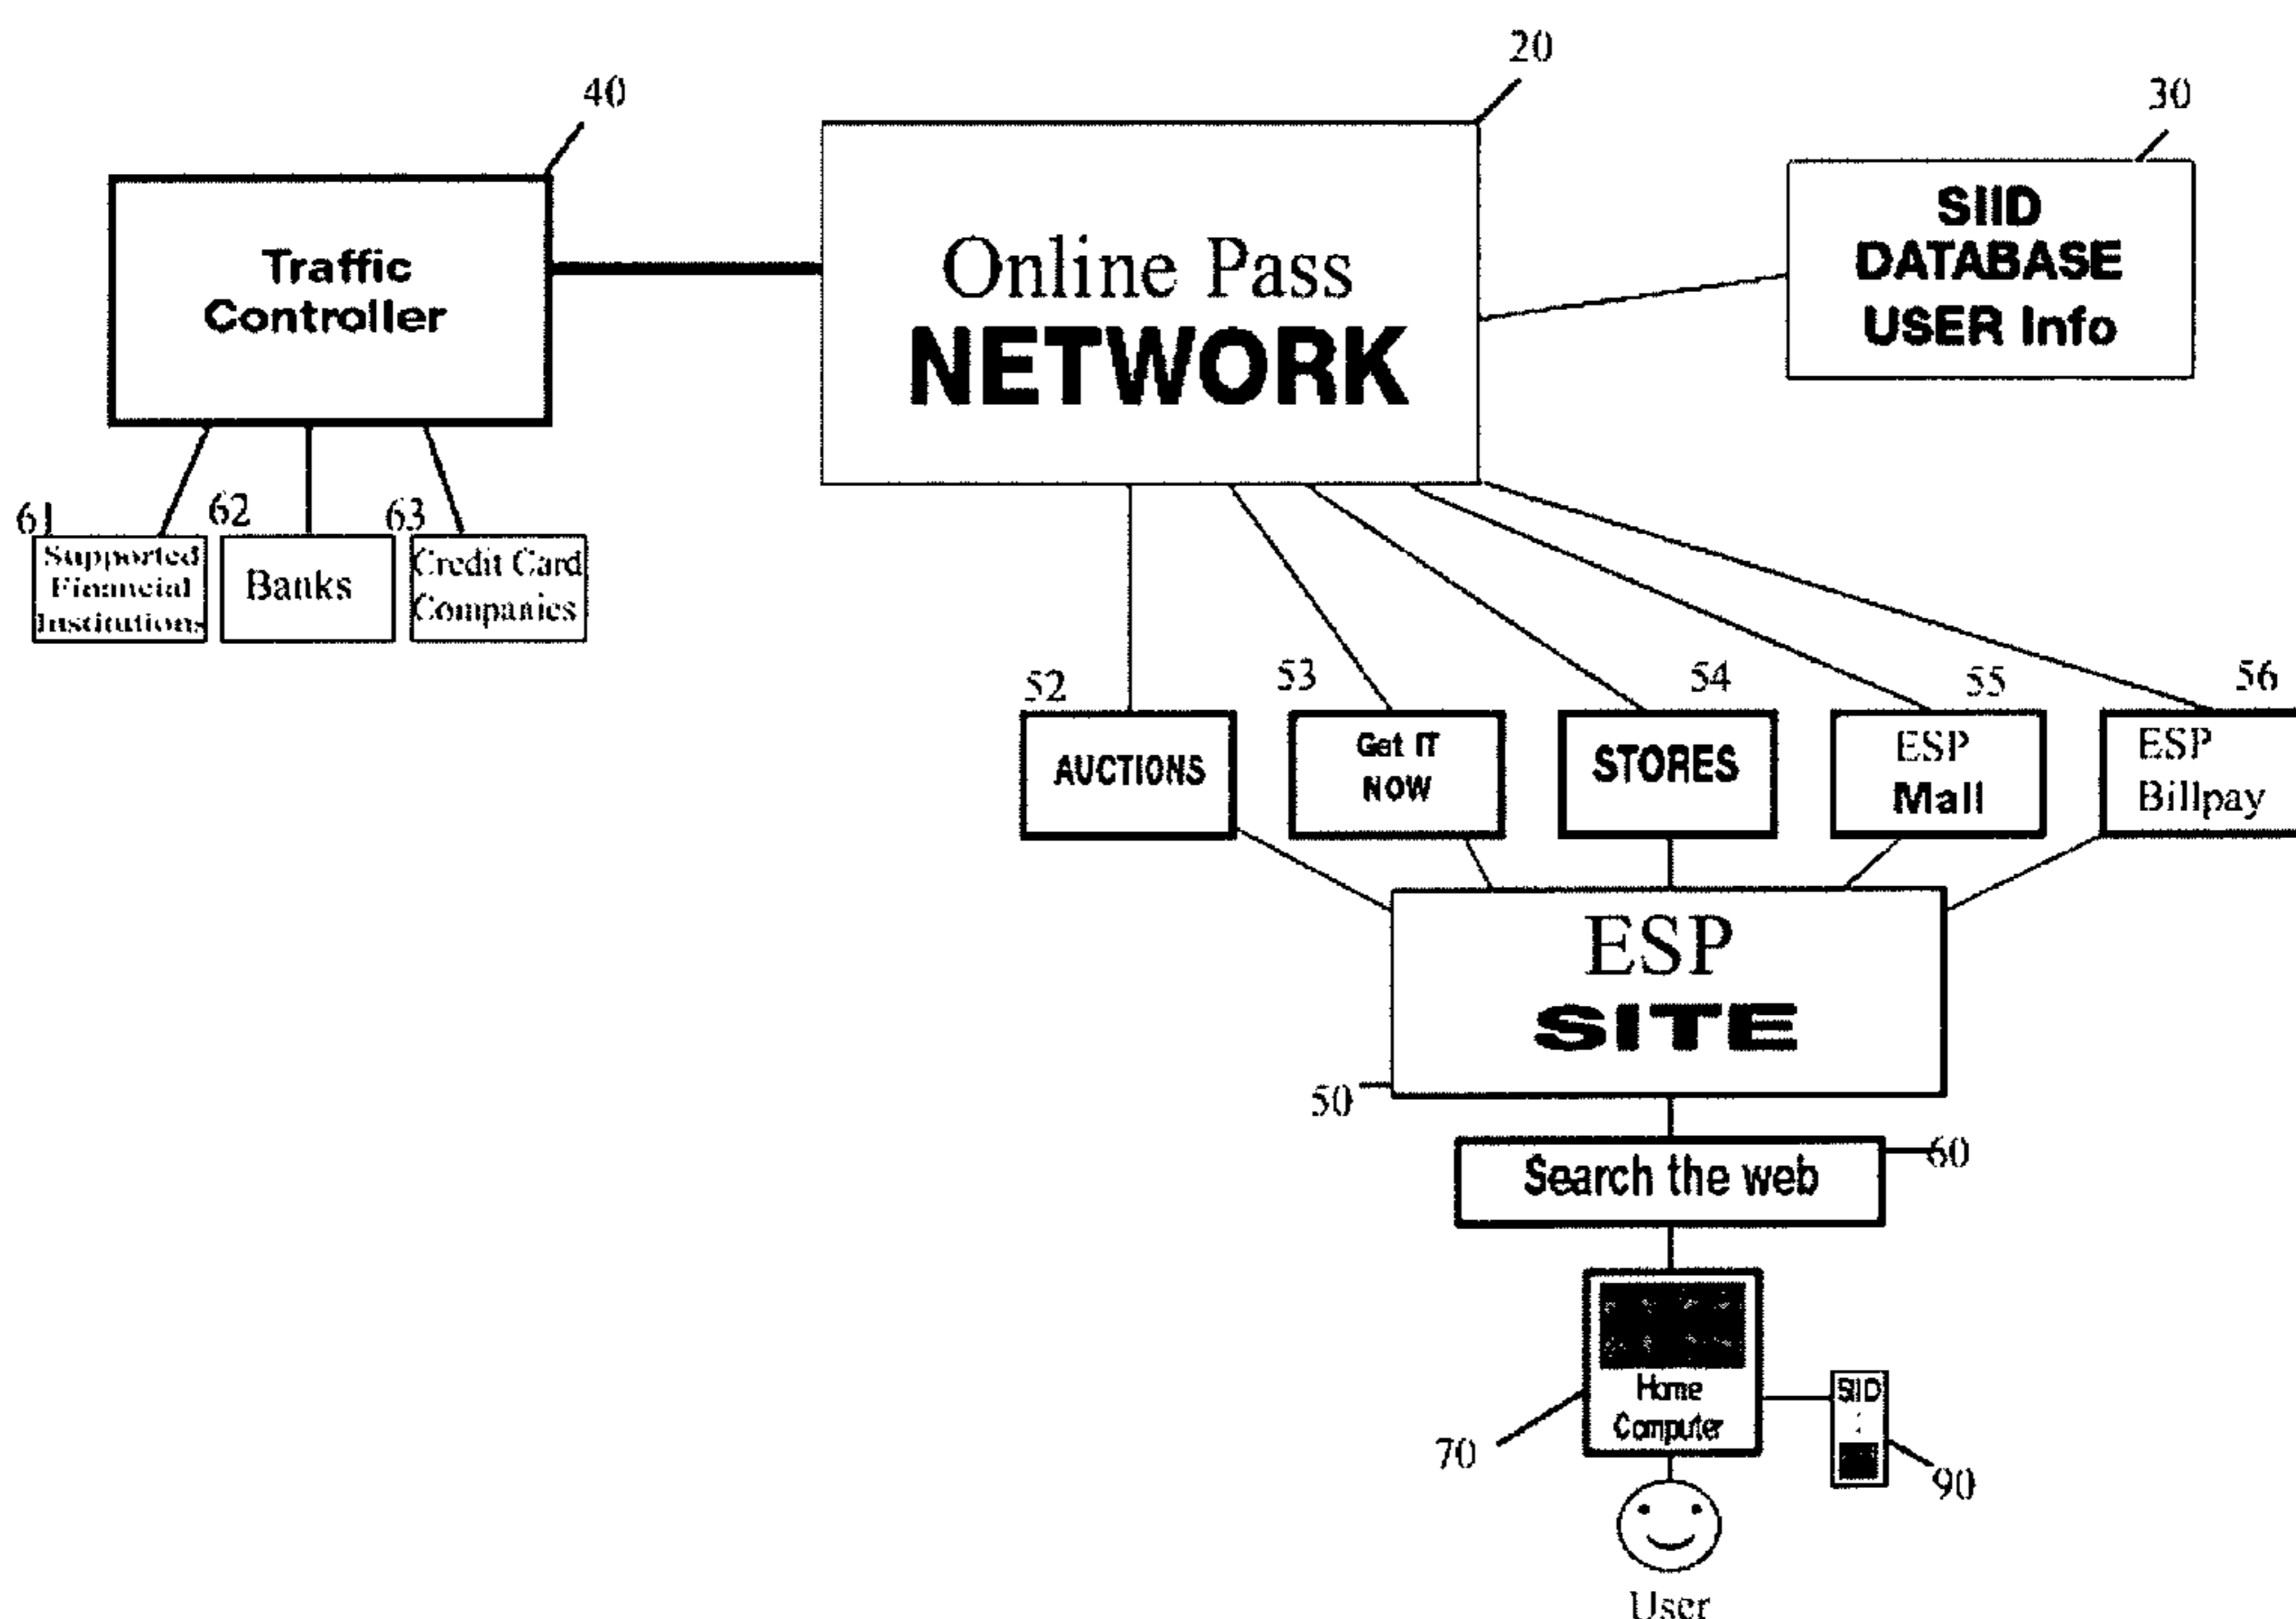 20
40
30
Traffic
Controller
Online Pass
NETWORK
SIID
DATABASE
USER Info
61
62
63
Supported
Financial
Institutions
Banks
Credit Card
Companies
52
53
54
55
56
AUCTIONS
Get IT
NOW
STORES
ESP
Mall
ESP
Billpay
ESP
SITE
50
Search the web
60
Home
Computer
SIID
70
90
User